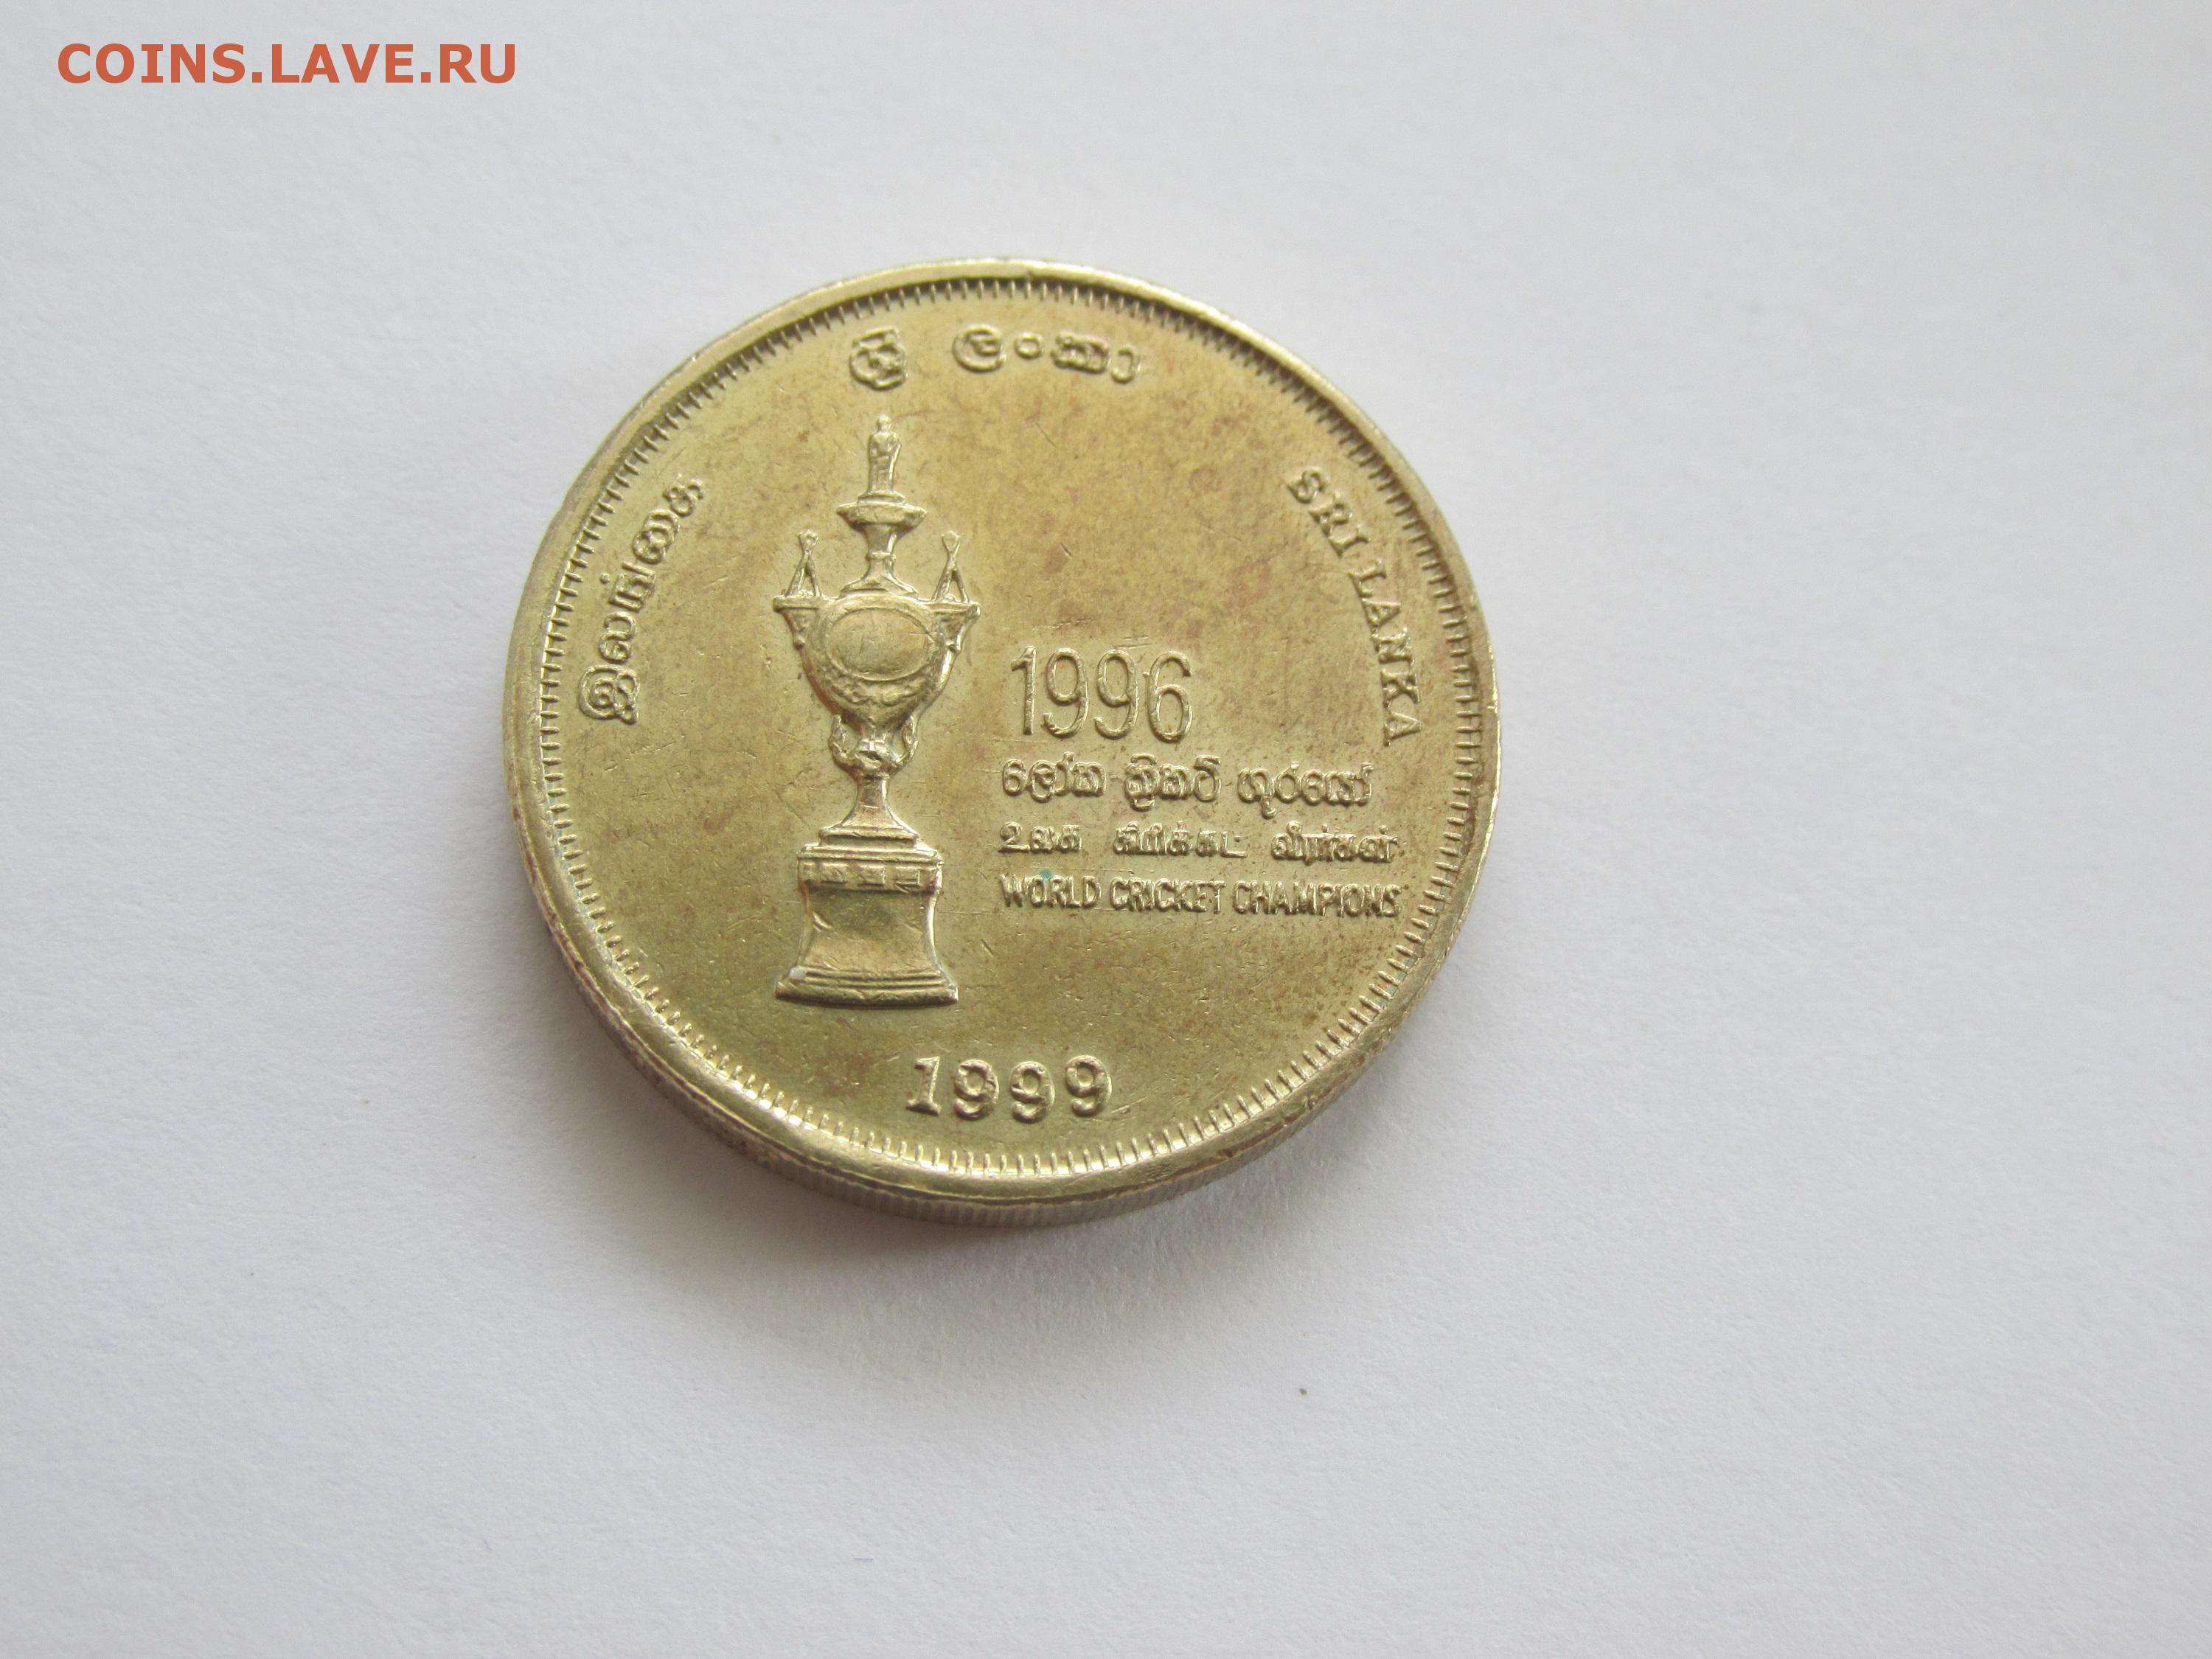 COINS.LAVE.RU
ශ්‍රී ලංකා
இலங்கை
SRI LANKA
1996
ලෝක ක්‍රිකට් ශූරයෝ
உலக கிரிக்கட் வீரர்கள்
WORLD CRICKET CHAMPIONS
1999